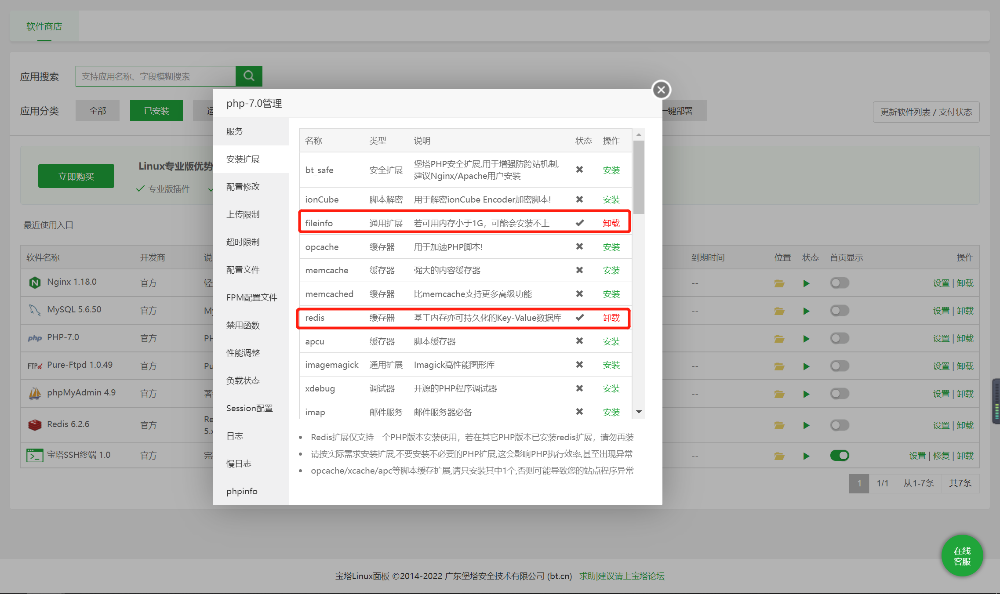 软件商店
应用搜索
支持应用名称、字段模糊搜索
应用分类
全部
已安装
运
一键部署
更新软件列表 / 支付状态
立即购买
Linux专业版优势
专业版插件
最近使用入口
软件名称 开发商 说 到期时间 位置 状态 首页显示 操作
Nginx 1.18.0 官方 轻 -- 设置 | 卸载
MySQL 5.6.50 官方 My -- 设置 | 卸载
php PHP-7.0 官方 PH -- 设置 | 卸载
FTPd Pure-Ftpd 1.0.49 官方 Pu -- 设置 | 卸载
phpMyAdmin 4.9 官方 著 -- 设置 | 卸载
Redis 6.2.6 官方 Re
5.x -- 设置 | 卸载
宝塔SSH终端 1.0 官方 完 -- 设置 | 修复 | 卸载
1 1/1 从1-7条 共7条
php-7.0管理
服务
安装扩展
配置修改
上传限制
超时限制
配置文件
FPM配置文件
禁用函数
性能调整
负载状态
Session配置
日志
慢日志
phpinfo
名称 类型 说明 状态 操作
bt_safe 安全扩展 堡塔PHP安全扩展,用于增强防跨站机制,
建议Nginx/Apache用户安装 安装
ionCube 脚本解密 用于解密ionCube Encoder加密脚本! 安装
fileinfo 通用扩展 若可用内存小于1G，可能会安装不上 卸载
opcache 缓存器 用于加速PHP脚本! 安装
memcache 缓存器 强大的内容缓存器 安装
memcached 缓存器 比memcache支持更多高级功能 安装
redis 缓存器 基于内存亦可持久化的Key-Value数据库 卸载
apcu 缓存器 脚本缓存器 安装
imagemagick 通用扩展 Imagick高性能图形库 安装
xdebug 调试器 开源的PHP程序调试器 安装
imap 邮件服务 邮件服务器必备 安装
Redis扩展仅支持一个PHP版本安装使用，若在其它PHP版本已安装redis扩展，请勿再装
请按实际需求安装扩展,不要安装不必要的PHP扩展,这会影响PHP执行效率,甚至出现异常
opcache/xcache/apc等脚本缓存扩展,请只安装其中1个,否则可能导致您的站点程序异常
在线
客服
宝塔Linux面板 ©2014-2022 广东堡塔安全技术有限公司 (bt.cn) 求助|建议请上宝塔论坛